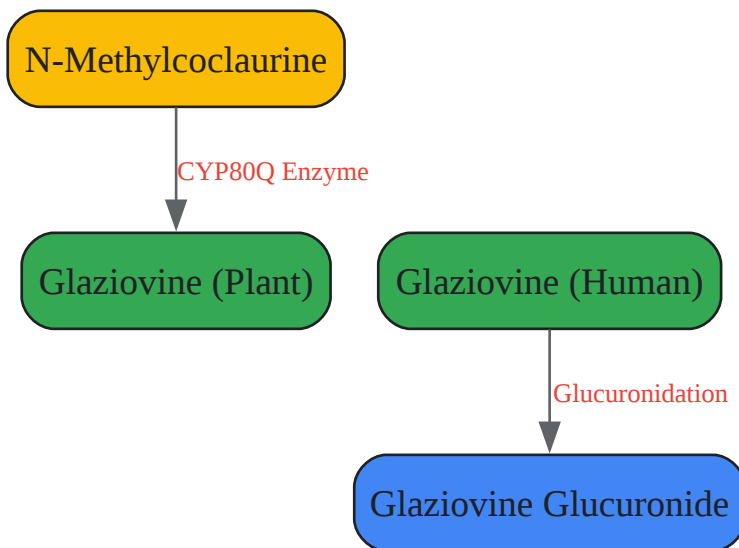 N-Methylcoclaurine
CYP80Q Enzyme
Glaziovine (Plant)
Glaziovine (Human)
Glucuronidation
Glaziovine Glucuronide